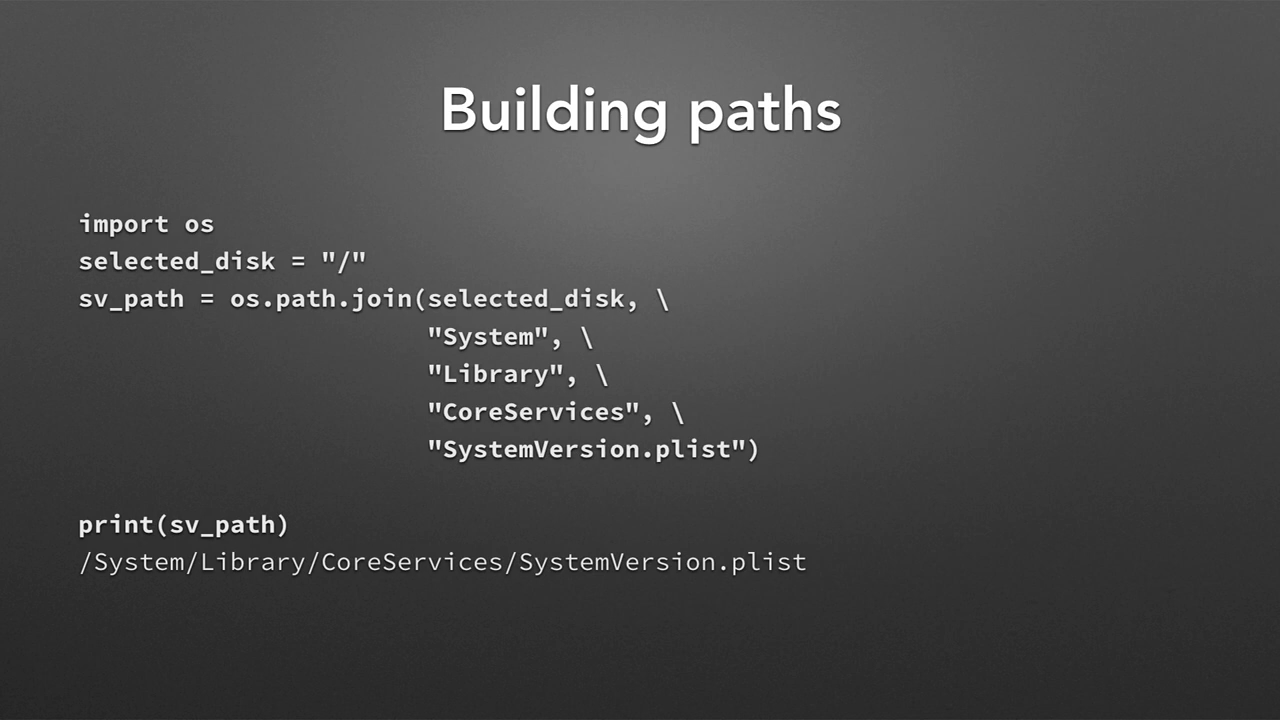 Building paths
import os
selected_disk = "/"
sv_path = os.path.join(selected_disk, \
"System", \
"Library", \
"CoreServices", \
"SystemVersion.plist")
print(sv_path)
/System/Library/CoreServices/SystemVersion.plist